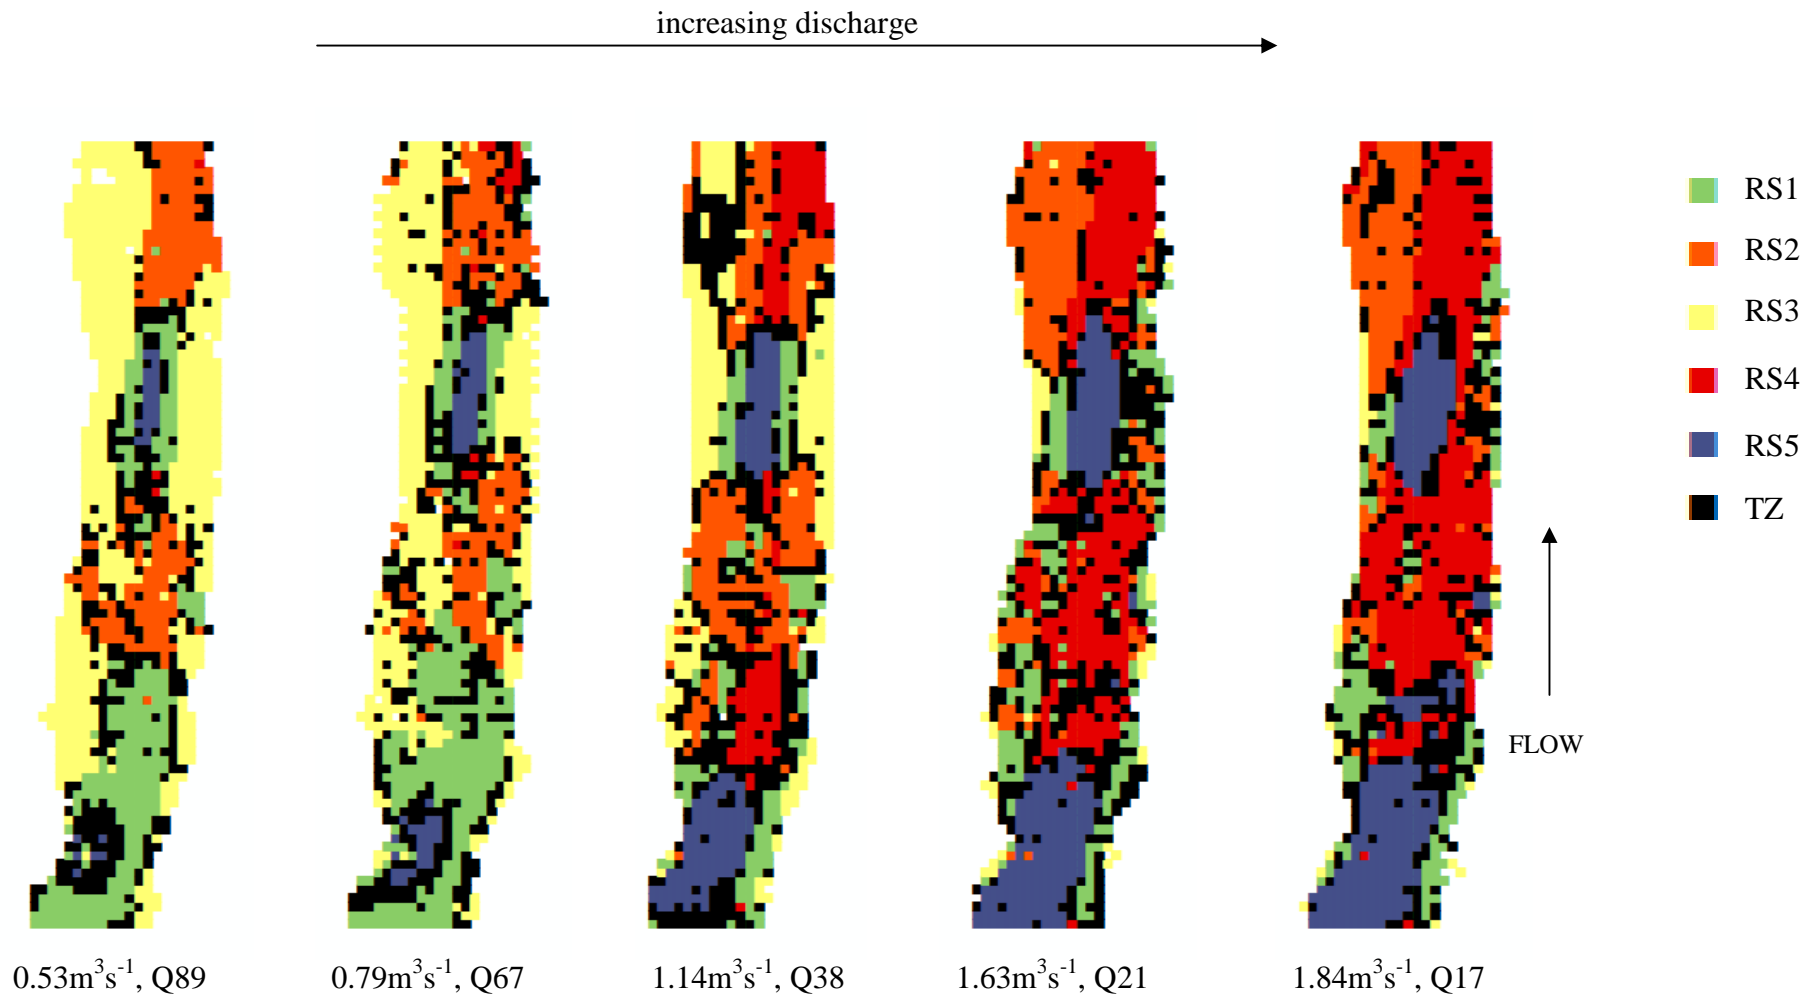 increasing discharge
RS1
RS2
RS3
RS4
RS5
TZ
FLOW
0.53m³s⁻¹, Q89
0.79m³s⁻¹, Q67
1.14m³s⁻¹, Q38
1.63m³s⁻¹, Q21
1.84m³s⁻¹, Q17